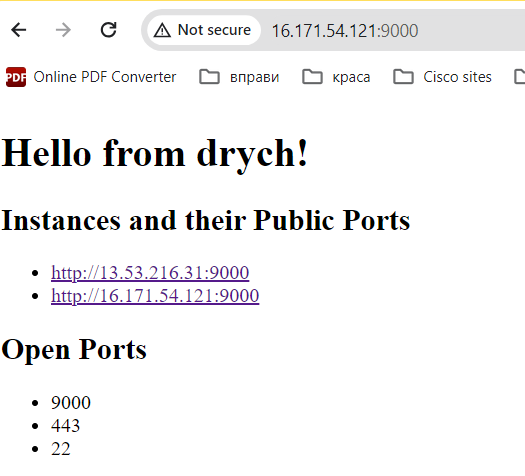 Not secure 16.171.54.121:9000
PDF Online PDF Converter вправи краса Cisco sites
Hello from drych!
Instances and their Public Ports
http://13.53.216.31:9000
http://16.171.54.121:9000
Open Ports
9000
443
22